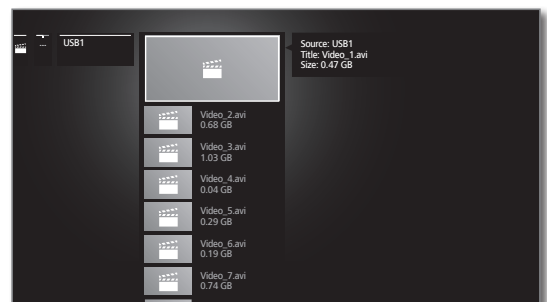 ...
USB1
Source: USB1
Title: Video_1.avi
Size: 0.47 GB
Video_2.avi
0.68 GB
Video_3.avi
1.03 GB
Video_4.avi
0.04 GB
Video_5.avi
0.29 GB
Video_6.avi
0.19 GB
Video_7.avi
0.74 GB